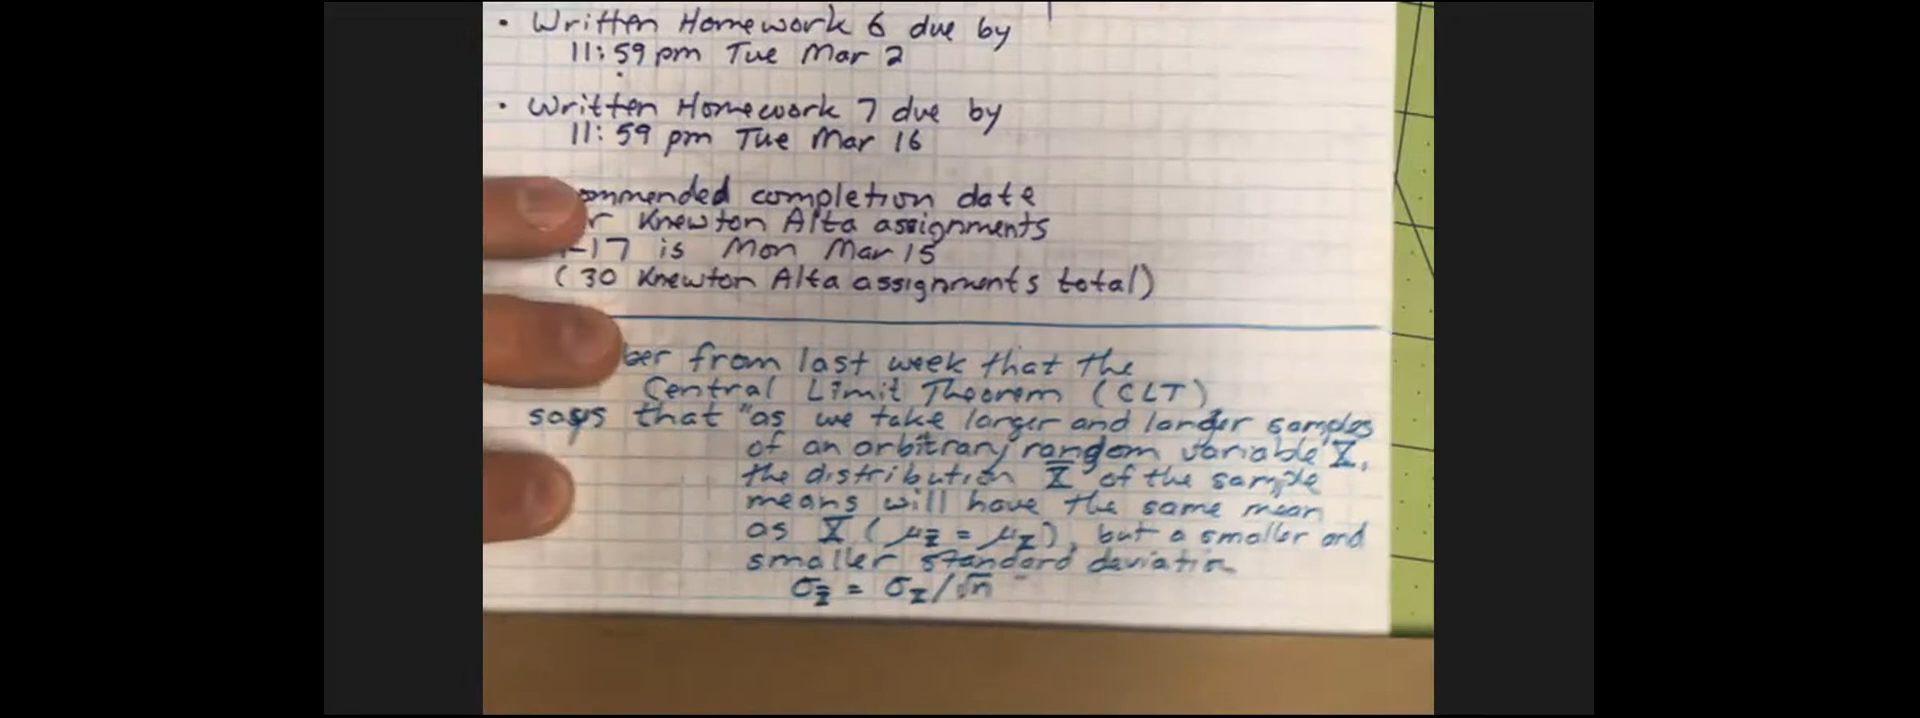 • Written Homework 6 due by
11:59 pm Tue Mar 2
• Written Homework 7 due by
11:59 pm Tue Mar 16
ommended completion date
r Knewton Alta assignments
-17 is Mon Mar 15
(30 Knewton Alta assignments total)
ber from last week that the
Central Limit Theorem (CLT)
says that "as we take larger and larger samples
of an arbitrary random variable X,
the distribution X̄ of the sample
means will have the same mean
as X (μX̄ = μX), but a smaller and
smaller standard deviation
σX̄ = σX/√n